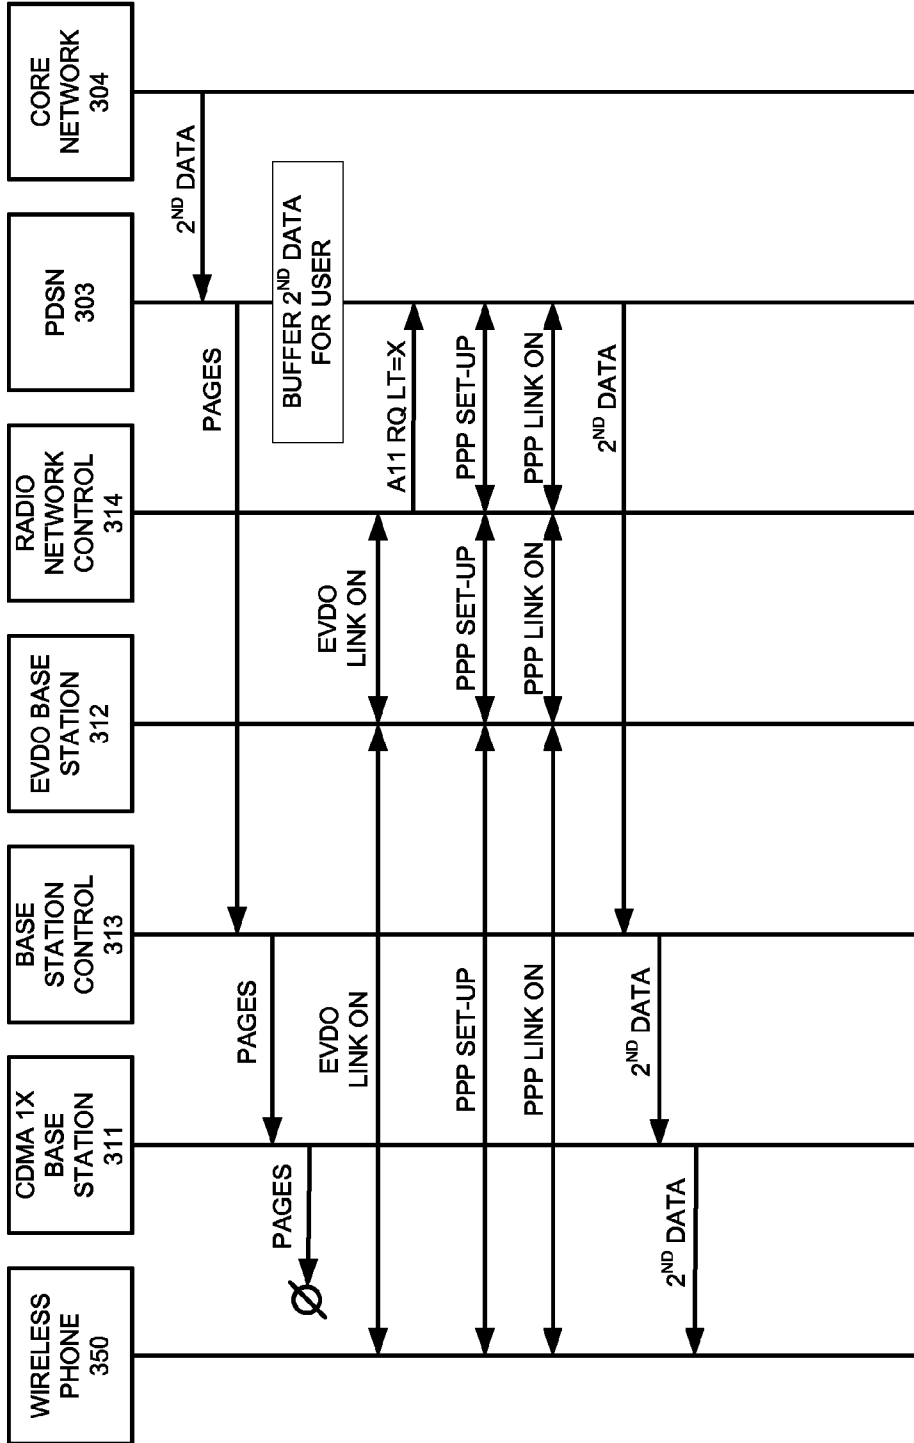 WIRELESS
PHONE
350
CDMA 1X
BASE
STATION
311
BASE
STATION
CONTROL
313
EVDO BASE
STATION
312
RADIO
NETWORK
CONTROL
314
PDSN
303
CORE
NETWORK
304
2ND DATA
PAGES
PAGES
PAGES
Ø
BUFFER 2ND DATA
FOR USER
EVDO
LINK ON
EVDO
LINK ON
A11 RQ LT=X
PPP SET-UP
PPP SET-UP
PPP SET-UP
PPP LINK ON
PPP LINK ON
PPP LINK ON
2ND DATA
2ND DATA
2ND DATA